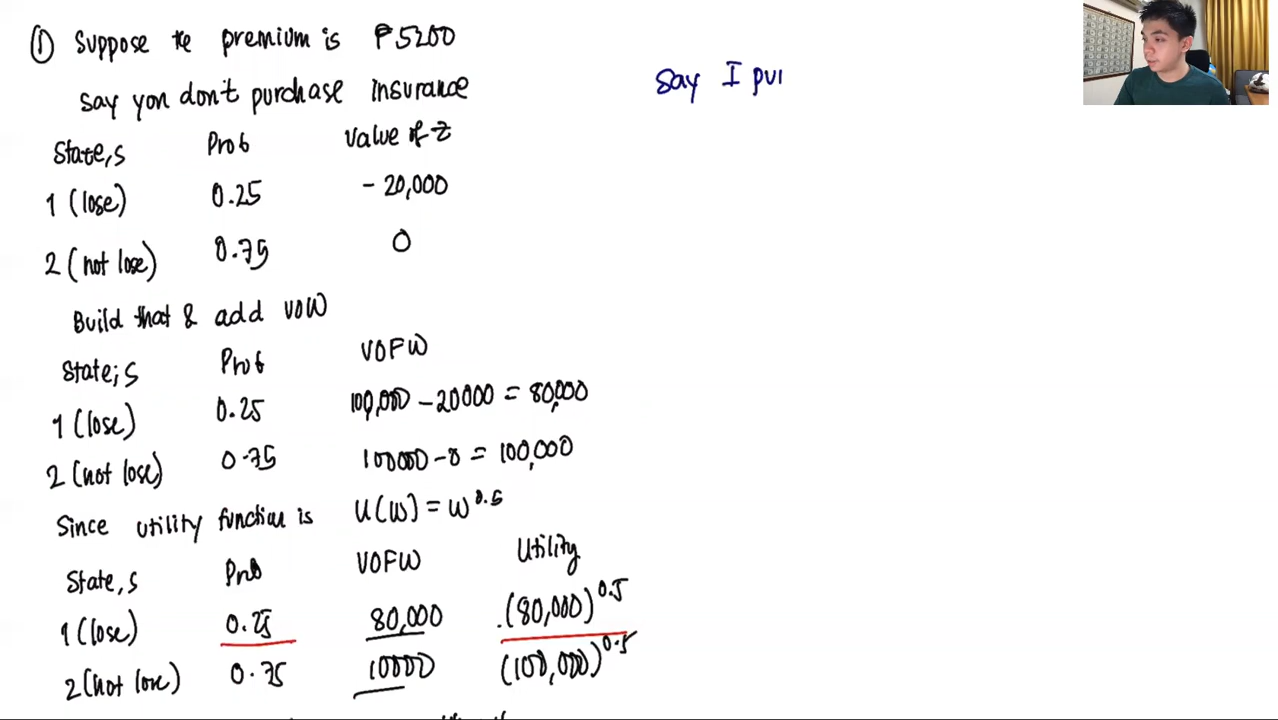 ① Suppose the premium is ₱5200
say you don't purchase insurance
State, s Prob Value of Z
1 (lose) 0.25 - 20,000
2 (not lose) 0.75 0
Build that & add VOW
State; s Prob VOFW
1 (lose) 0.25 100,000 - 20000 = 80,000
2 (not lose) 0.75 100000 - 0 = 100,000
Since utility function is U(W) = W^0.5
State, s Prob VOFW Utility
1 (lose) 0.25 80,000 (80,000)^0.5
2 (not lose) 0.75 10000 (100,000)^0.5
Say I pur